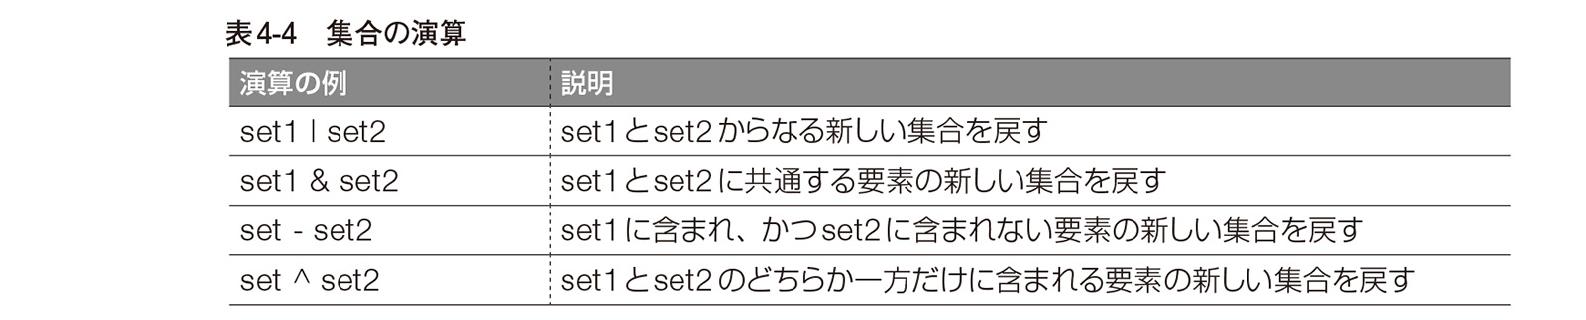 表4-4 集合の演算
演算の例 説明
set1 | set2 set1とset2からなる新しい集合を戻す
set1 & set2 set1とset2に共通する要素の新しい集合を戻す
set - set2 set1に含まれ、かつset2に含まれない要素の新しい集合を戻す
set ^ set2 set1とset2のどちらか一方だけに含まれる要素の新しい集合を戻す